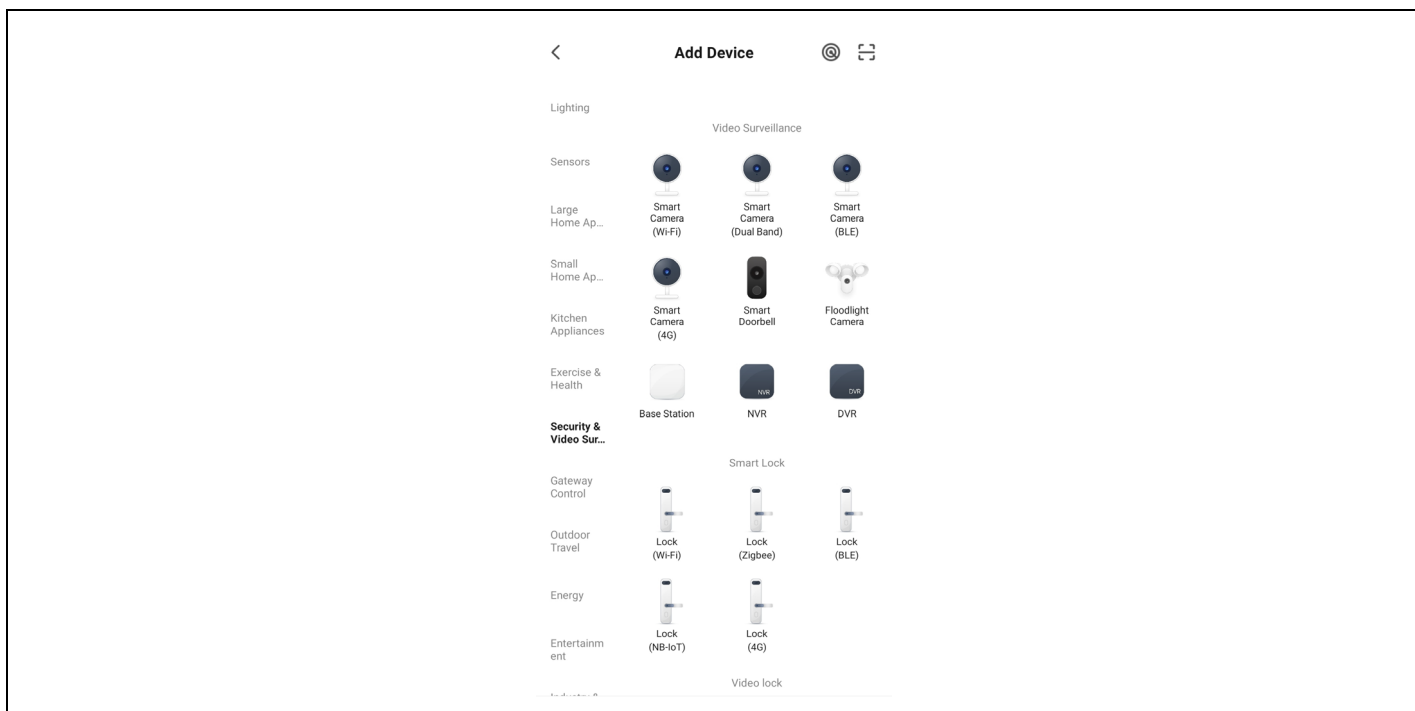 Add Device
Lighting
Sensors
Large
Home Ap...
Small
Home Ap...
Kitchen
Appliances
Exercise &
Health
Security &
Video Sur...
Gateway
Control
Outdoor
Travel
Energy
Entertainm
ent
Video Surveillance
Smart
Camera
(Wi-Fi)
Smart
Camera
(Dual Band)
Smart
Camera
(BLE)
Smart
Camera
(4G)
Smart
Doorbell
Floodlight
Camera
Base Station
NVR
NVR
DVR
DVR
Smart Lock
Lock
(Wi-Fi)
Lock
(Zigbee)
Lock
(BLE)
Lock
(NB-IoT)
Lock
(4G)
Video lock